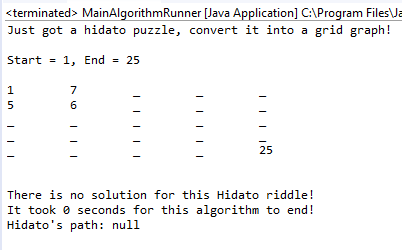 <terminated> MainAlgorithmRunner [Java Application] C:\Program Files\Ja
Just got a hidato puzzle, convert it into a grid graph!
Start = 1, End = 25
1 7 _ _ _
5 6 _ _ _
_ _ _ _ _
_ _ _ _ _
_ _ _ _ 25
There is no solution for this Hidato riddle!
It took 0 seconds for this algorithm to end!
Hidato's path: null